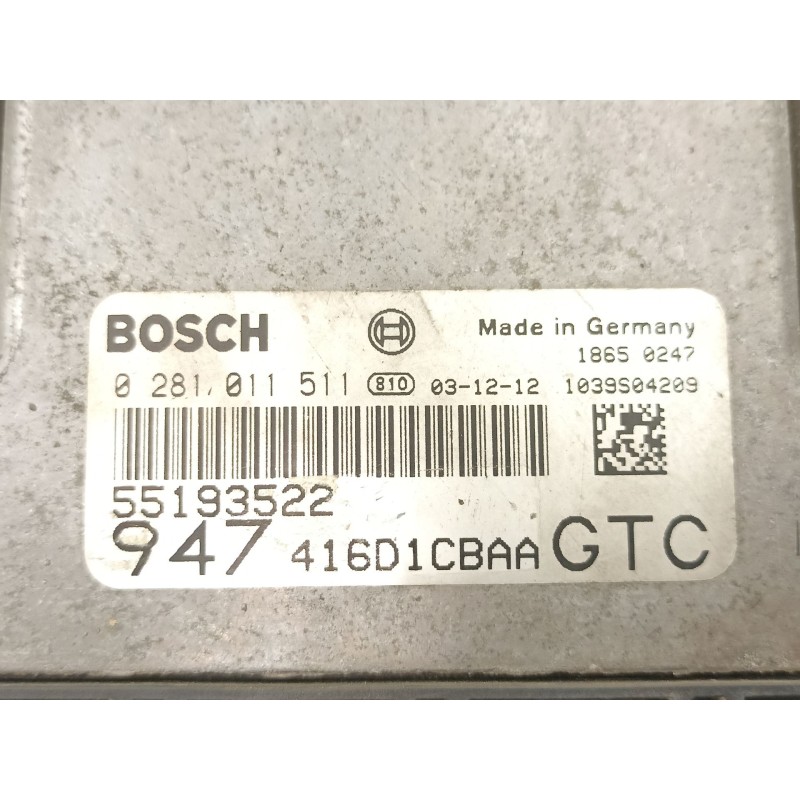 BOSCH
Made in Germany
1865 0247
0 281 011 511 810 03-12-12 1039S04209
55193522
947 416D1CBAA GTC